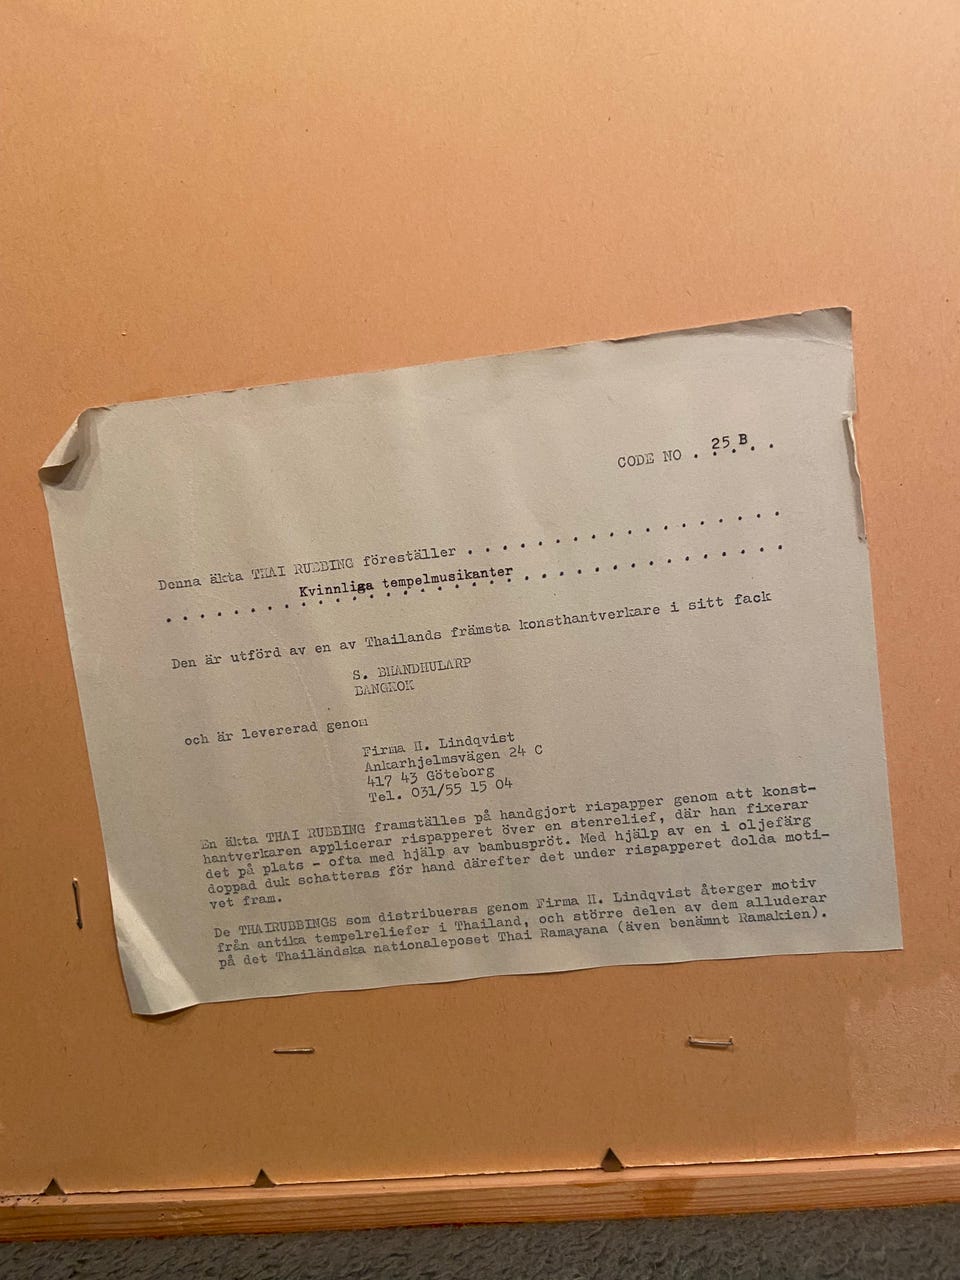 CODE NO . 25 B . .
Denna äkta THAI RUBBING föreställer . . . . . . . . . . . . . . . . . .
Kvinnliga tempelmusikanter
Den är utförd av en av Thailands främsta konsthantverkare i sitt fack
S. BHANDHULARP
BANGKOK
och är levererad genom
Firma H. Lindqvist
Ankarhjelmsvägen 24 C
417 43 Göteborg
Tel. 031/55 15 04
En äkta THAI RUBBING framställes på handgjort rispapper genom att konst-
hantverkaren applicerar rispapperet över en stenrelief, där han fixerar
det på plats - ofta med hjälp av bambuspröt. Med hjälp av en i oljefärg
doppad duk schatteras för hand därefter det under rispapperet dolda moti-
vet fram.
De THAIRUBBINGS som distribueras genom Firma H. Lindqvist återger motiv
från antika tempelreliefer i Thailand, och större delen av dem alluderar
på det Thailändska nationaleposet Thai Ramayana (även benämnt Ramakien).